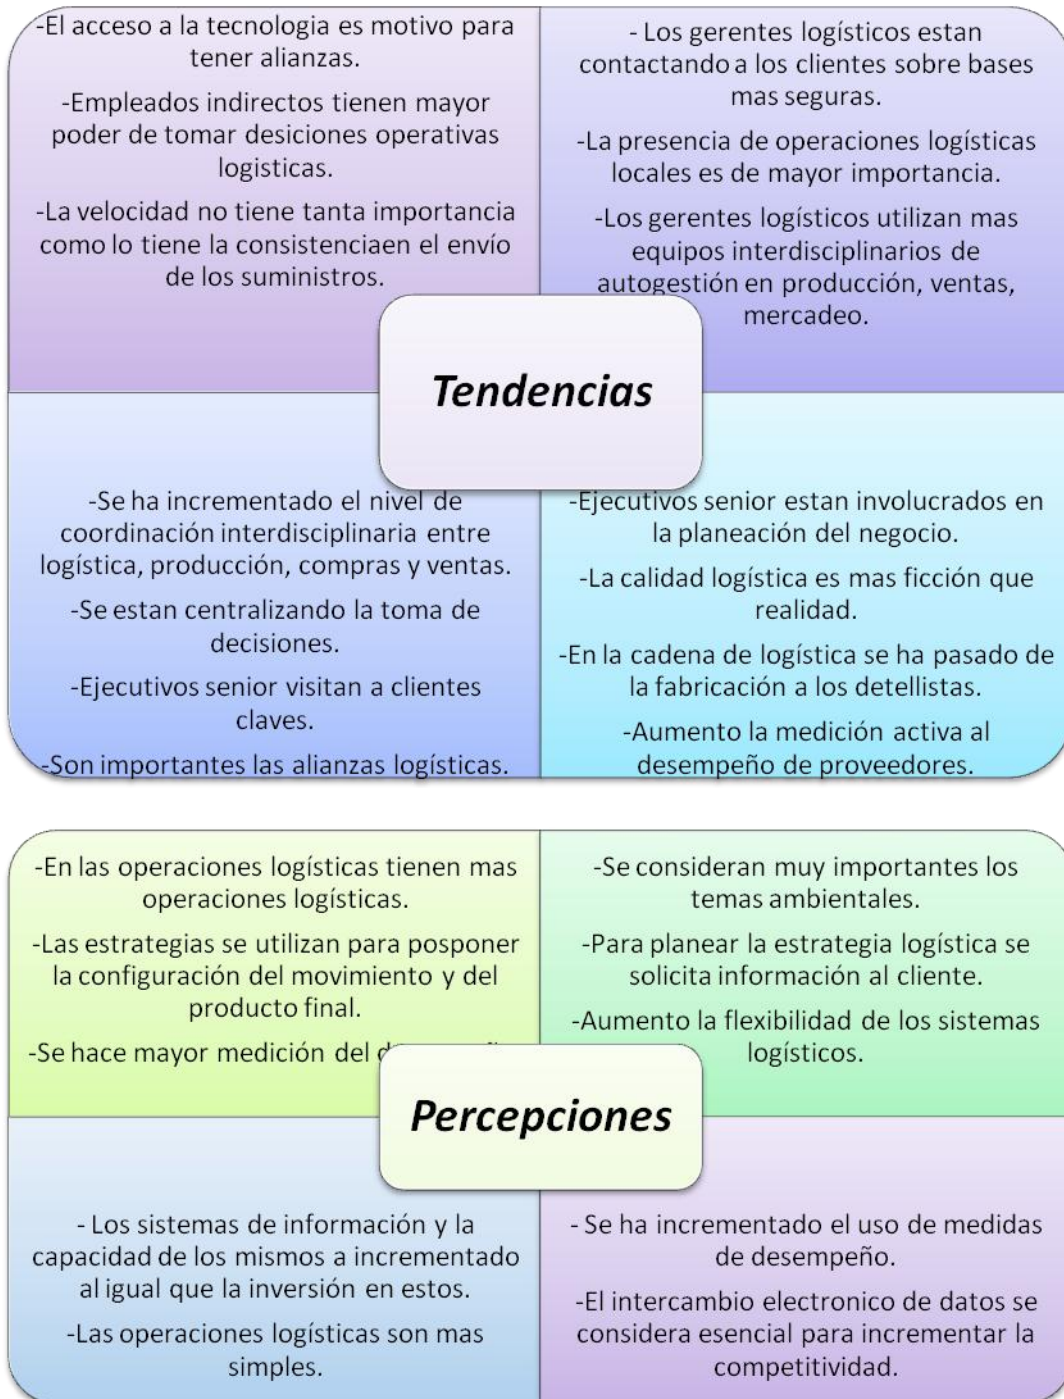 -El acceso a la tecnologia es motivo para
tener alianzas.
-Empleados indirectos tienen mayor
poder de tomar desiciones operativas
logisticas.
-La velocidad no tiene tanta importancia
como lo tiene la consistenciaen el envío
de los suministros.
- Los gerentes logísticos estan
contactando a los clientes sobre bases
mas seguras.
-La presencia de operaciones logísticas
locales es de mayor importancia.
-Los gerentes logísticos utilizan mas
equipos interdisciplinarios de
autogestión en producción, ventas,
mercadeo.
Tendencias
-Se ha incrementado el nivel de
coordinación interdisciplinaria entre
logística, producción, compras y ventas.
-Se estan centralizando la toma de
decisiones.
-Ejecutivos senior visitan a clientes
claves.
-Son importantes las alianzas logísticas.
-Ejecutivos senior estan involucrados en
la planeación del negocio.
-La calidad logística es mas ficción que
realidad.
-En la cadena de logística se ha pasado de
la fabricación a los detellistas.
-Aumento la medición activa al
desempeño de proveedores.
-En las operaciones logísticas tienen mas
operaciones logísticas.
-Las estrategias se utilizan para posponer
la configuración del movimiento y del
producto final.
-Se hace mayor medición del
-Se consideran muy importantes los
temas ambientales.
-Para planear la estrategia logística se
solicita información al cliente.
-Aumento la flexibilidad de los sistemas
logísticos.
Percepciones
- Los sistemas de información y la
capacidad de los mismos a incrementado
al igual que la inversión en estos.
-Las operaciones logísticas son mas
simples.
- Se ha incrementado el uso de medidas
de desempeño.
-El intercambio electronico de datos se
considera esencial para incrementar la
competitividad.